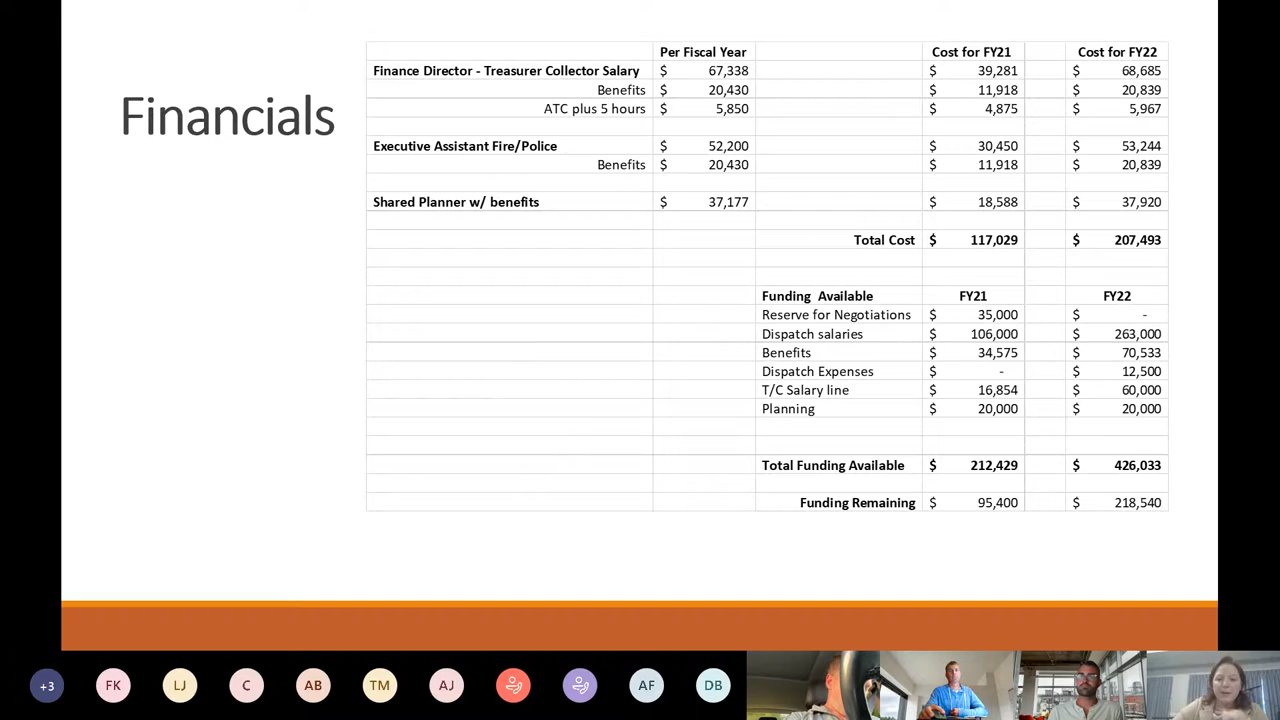 Financials
Per Fiscal Year Cost for FY21 Cost for FY22
Finance Director - Treasurer Collector Salary $ 67,338 $ 39,281 $ 68,685
Benefits $ 20,430 $ 11,918 $ 20,839
ATC plus 5 hours $ 5,850 $ 4,875 $ 5,967
Executive Assistant Fire/Police $ 52,200 $ 30,450 $ 53,244
Benefits $ 20,430 $ 11,918 $ 20,839
Shared Planner w/ benefits $ 37,177 $ 18,588 $ 37,920
Total Cost $ 117,029 $ 207,493
Funding Available FY21 FY22
Reserve for Negotiations $ 35,000 $ -
Dispatch salaries $ 106,000 $ 263,000
Benefits $ 34,575 $ 70,533
Dispatch Expenses $ - $ 12,500
T/C Salary line $ 16,854 $ 60,000
Planning $ 20,000 $ 20,000
Total Funding Available $ 212,429 $ 426,033
Funding Remaining $ 95,400 $ 218,540
+3 FK LJ C AB TM AJ AF DB